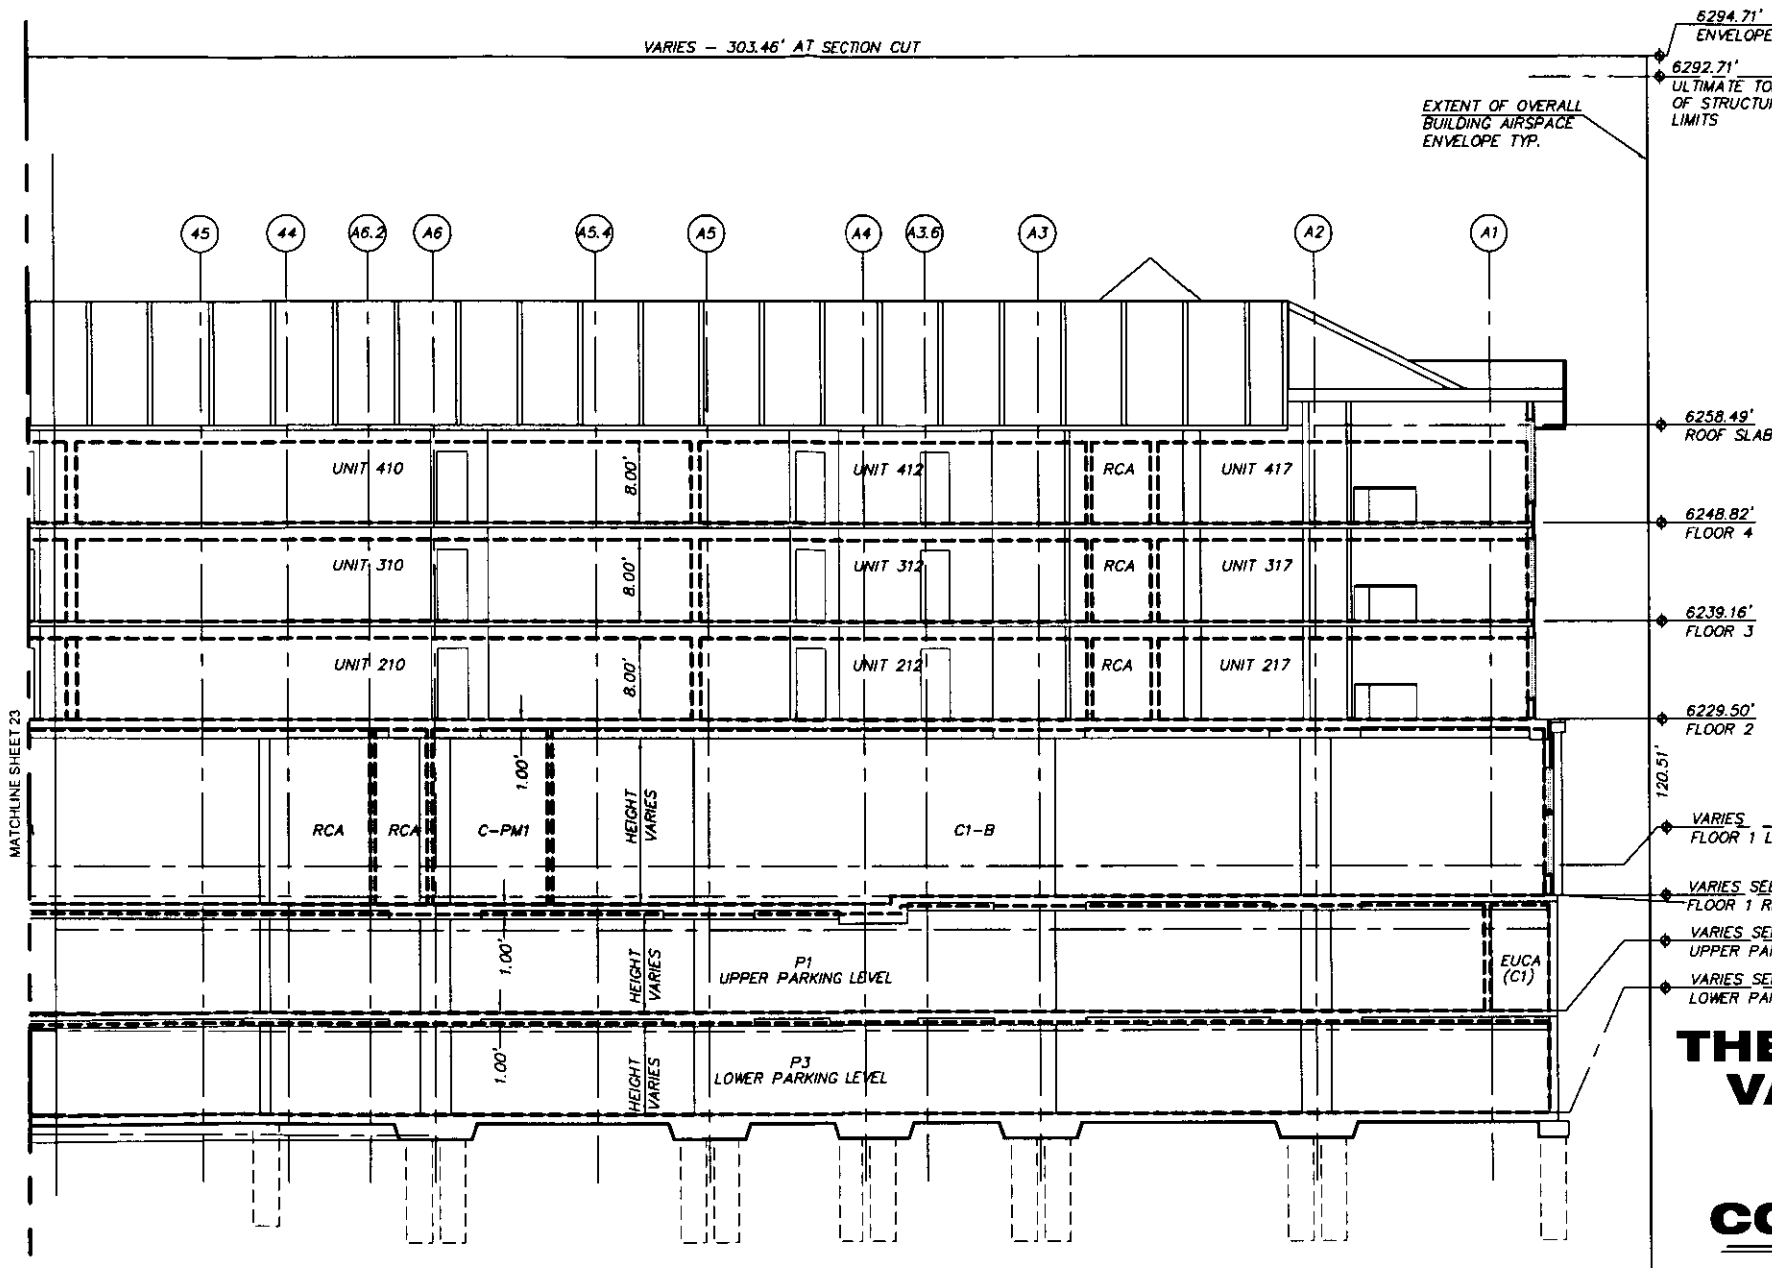 6294.71'
ENVELOPE
VARIES – 303.46' AT SECTION CUT
6292.71'
ULTIMATE TO
OF STRUCTU
LIMITS
EXTENT OF OVERALL
BUILDING AIRSPACE
ENVELOPE TYP.
45 44 A6.2 A6 A5.4 A5 A4 A3.6 A3 A2 A1
6258.49'
ROOF SLAB
UNIT 410 8.00' UNIT 412 RCA UNIT 417
6248.82'
FLOOR 4
UNIT 310 8.00' UNIT 312 RCA UNIT 317
6239.16'
FLOOR 3
UNIT 210 8.00' UNIT 212 RCA UNIT 217
6229.50'
FLOOR 2
MATCHLINE SHEET 23
1.00'
120.51'
RCA RCA C-PM1 HEIGHT VARIES C1-B
VARIES
FLOOR 1 L
VARIES SEE
FLOOR 1 R
1.00' HEIGHT VARIES
P1
UPPER PARKING LEVEL
EUCA
(C1)
VARIES SE
UPPER PAR
VARIES SE
LOWER PAR
1.00' HEIGHT VARIES
P3
LOWER PARKING LEVEL
THE
VA
CO